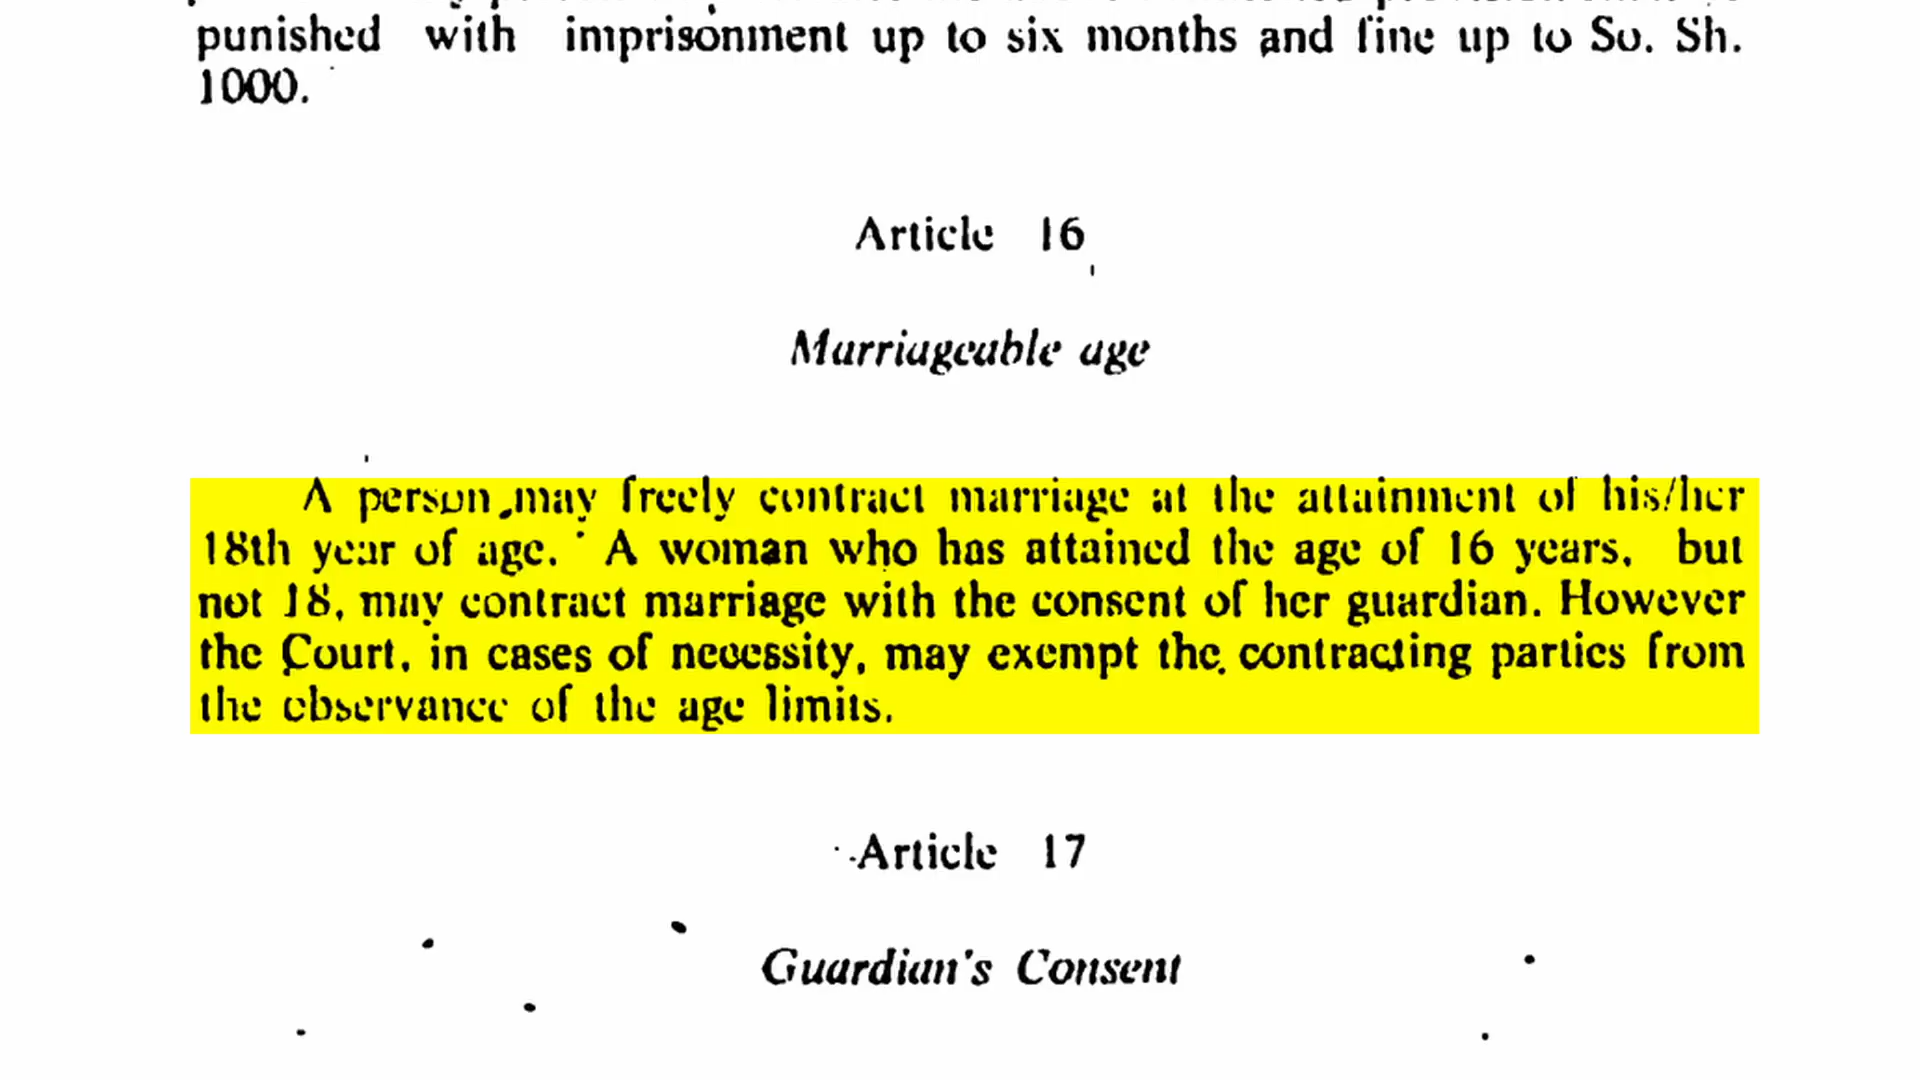 punished with imprisonment up to six months and fine up to So. Sh.
1000.
Article 16
Marriageable age
A person may freely contract marriage at the attainment of his/her
18th year of age. A woman who has attained the age of 16 years, but
not 18, may contract marriage with the consent of her guardian. However
the Court, in cases of necessity, may exempt the contracting parties from
the observance of the age limits.
Article 17
Guardian's Consent